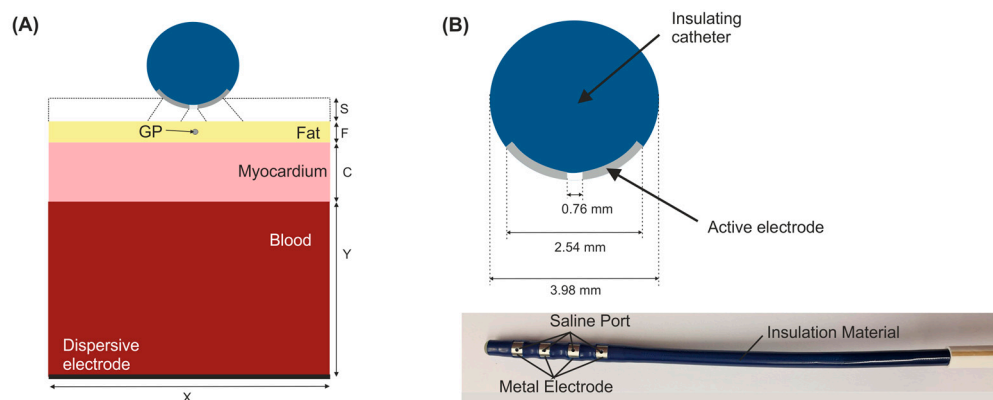 (A)
S
GP
Fat
F
Myocardium
C
Blood
Y
Dispersive
electrode
X
(B)
Insulating
catheter
0.76 mm
Active electrode
2.54 mm
3.98 mm
Saline Port
Insulation Material
Metal Electrode